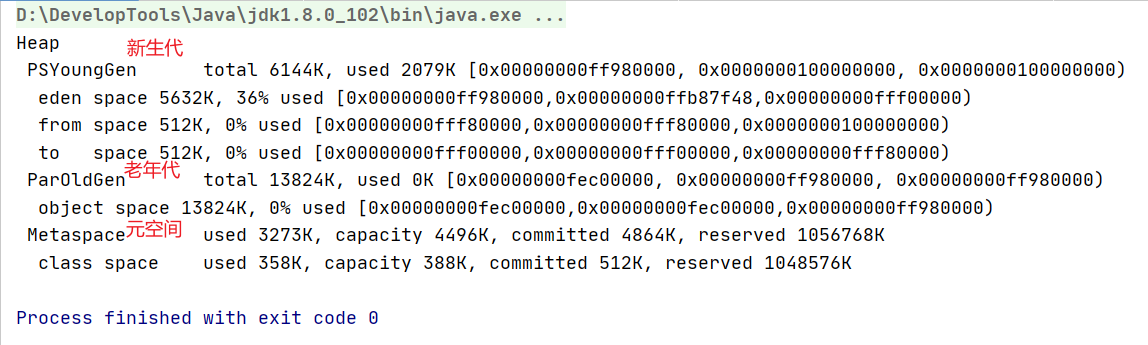 D:\DevelopTools\Java\jdk1.8.0_102\bin\java.exe ...
Heap
新生代
PSYoungGen      total 6144K, used 2079K [0x00000000ff980000, 0x0000000100000000, 0x0000000100000000)
eden space 5632K, 36% used [0x00000000ff980000,0x00000000ffb87f48,0x00000000fff00000)
from space 512K, 0% used [0x00000000fff80000,0x00000000fff80000,0x0000000100000000)
to   space 512K, 0% used [0x00000000fff00000,0x00000000fff00000,0x00000000fff80000)
老年代
ParOldGen       total 13824K, used 0K [0x00000000fec00000, 0x00000000ff980000, 0x00000000ff980000)
object space 13824K, 0% used [0x00000000fec00000,0x00000000fec00000,0x00000000ff980000)
元空间
Metaspace       used 3273K, capacity 4496K, committed 4864K, reserved 1056768K
class space    used 358K, capacity 388K, committed 512K, reserved 1048576K
Process finished with exit code 0